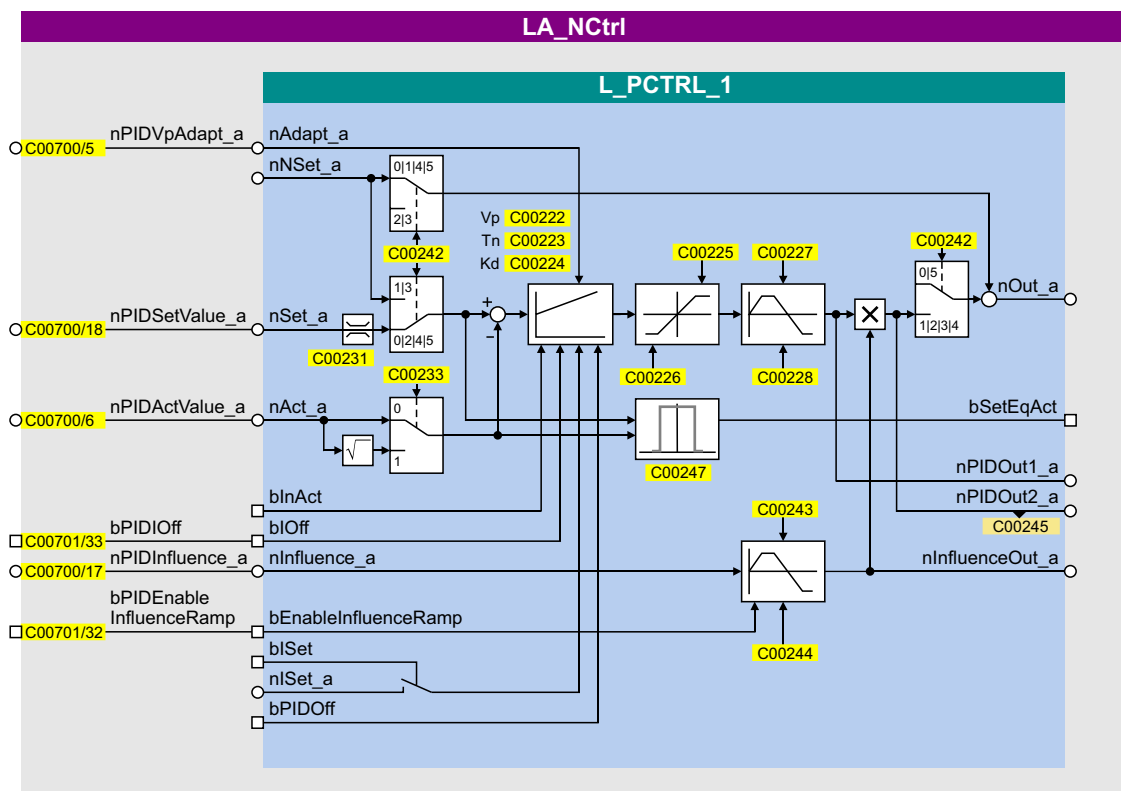 LA_NCtrl
L_PCTRL_1
nPIDVpAdapt_a
nAdapt_a
C00700/5
nNSet_a
0|1|4|5
2|3
Vp C00222
Tn C00223
Kd C00224
C00242
C00242
C00225
C00227
1|3
0|2|4|5
+
−
0|5
1|2|3|4
nOut_a
nPIDSetValue_a
nSet_a
C00700/18
C00231
C00226
C00228
C00233
nPIDActValue_a
nAct_a
C00700/6
0
1
√
bSetEqAct
C00247
nPIDOut1_a
bInAct
nPIDOut2_a
C00245
bPIDIOff
bIOff
C00701/33
C00243
nPIDInfluence_a
nInfluence_a
C00700/17
nInfluenceOut_a
bPIDEnable
InfluenceRamp
bEnableInfluenceRamp
C00701/32
C00244
bISet
nISet_a
bPIDOff